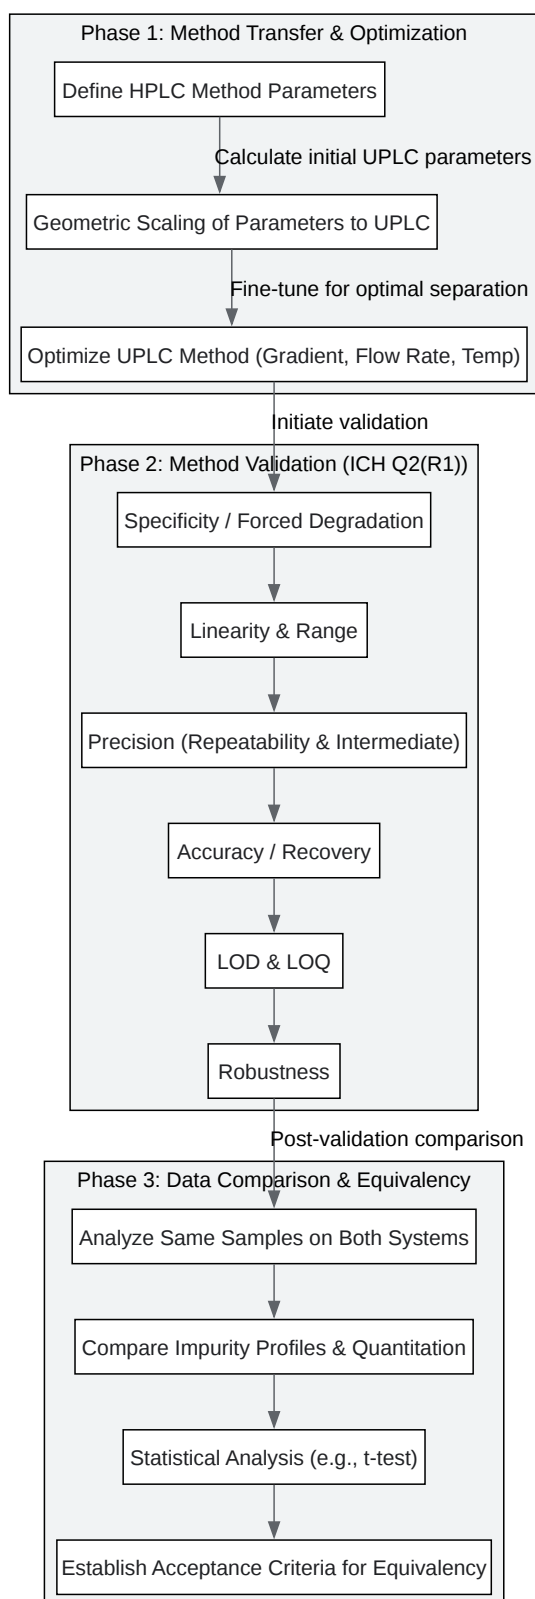 Phase 1: Method Transfer & Optimization
Define HPLC Method Parameters
Calculate initial UPLC parameters
Geometric Scaling of Parameters to UPLC
Fine-tune for optimal separation
Optimize UPLC Method (Gradient, Flow Rate, Temp)
Initiate validation
Phase 2: Method Validation (ICH Q2(R1))
Specificity / Forced Degradation
Linearity & Range
Precision (Repeatability & Intermediate)
Accuracy / Recovery
LOD & LOQ
Robustness
Post-validation comparison
Phase 3: Data Comparison & Equivalency
Analyze Same Samples on Both Systems
Compare Impurity Profiles & Quantitation
Statistical Analysis (e.g., t-test)
Establish Acceptance Criteria for Equivalency